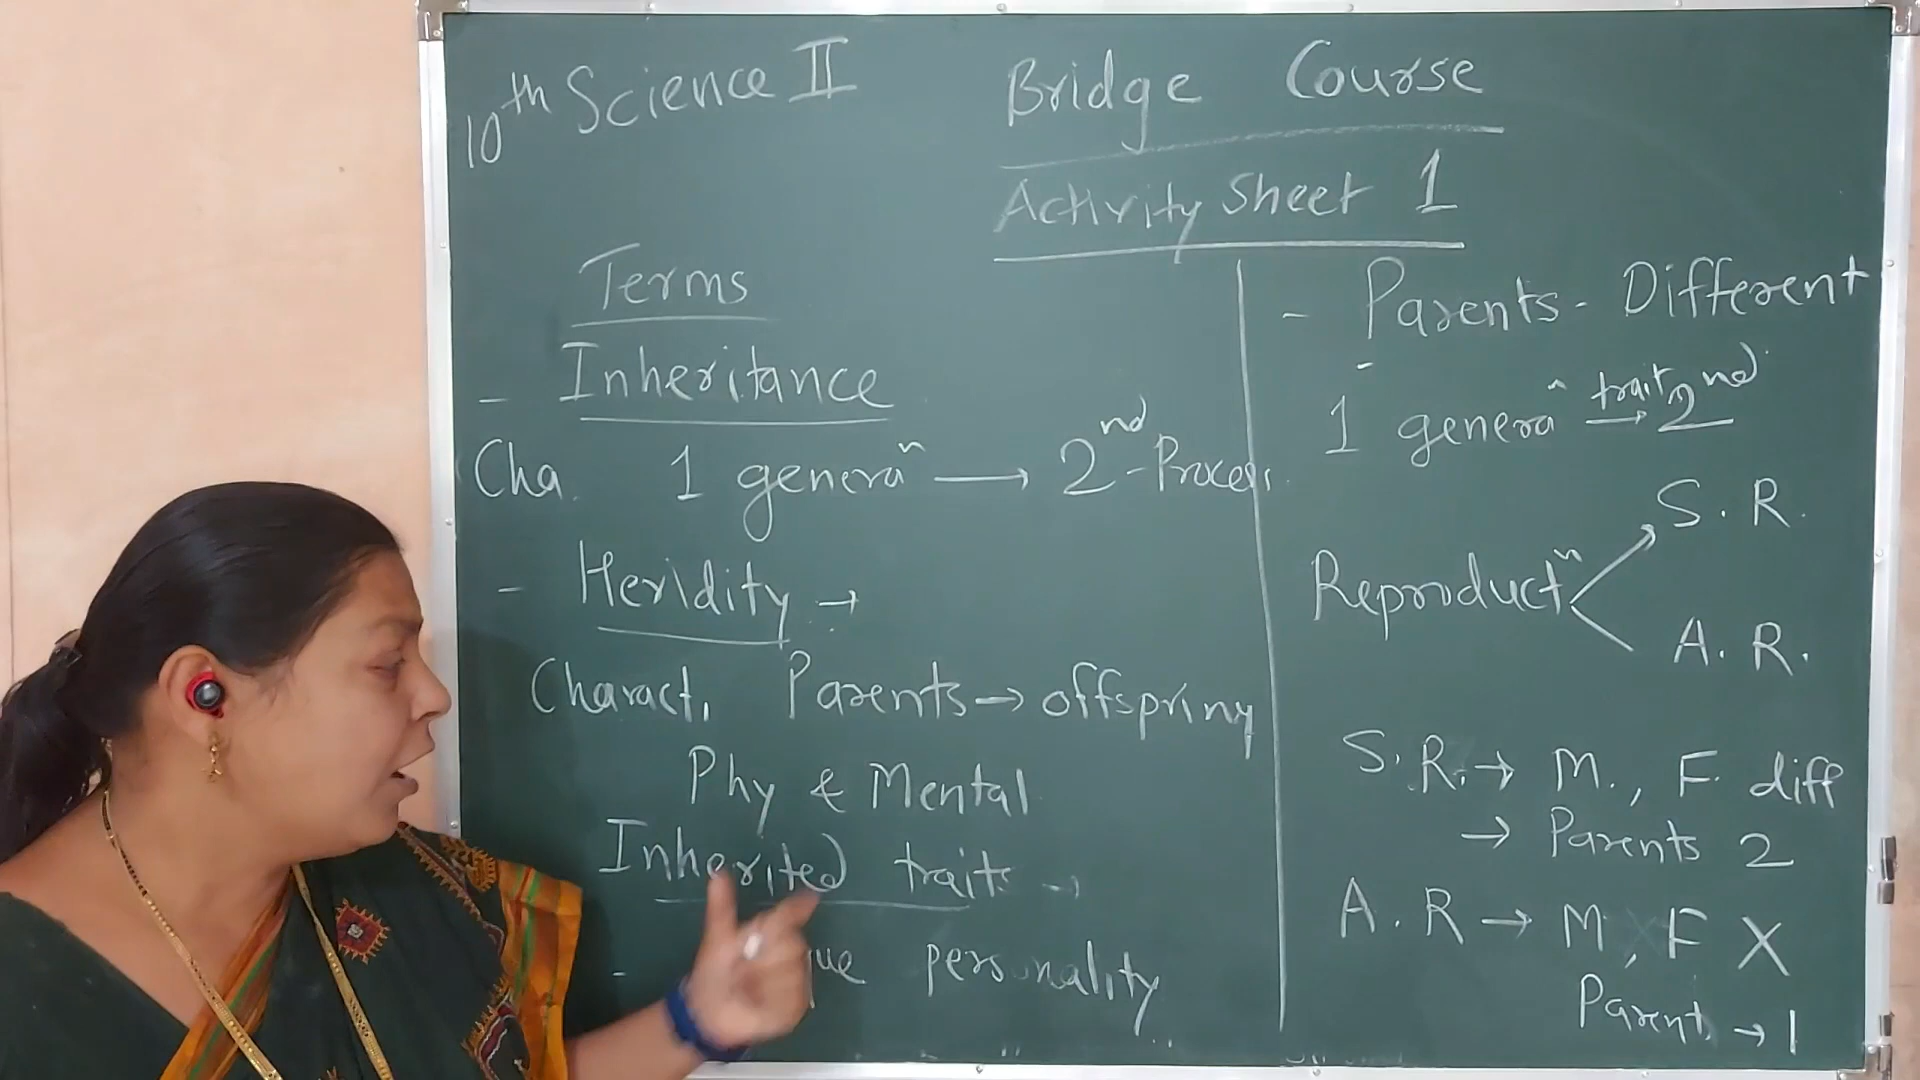 10th Science II
Bridge Course
Activity Sheet 1
Terms
- Inheritance
Cha. 1 generaⁿ → 2nd - Process
- Heridity →
Charact. Parents → offspring
Phy & Mental
Inherited traits →
- personality
- Parents - Different
- 1 generaⁿ trait → 2nd
S. R.
Reproductⁿ
A. R.
S. R. → M., F. diff
→ Parents 2
A. R → M, F X
Parent → 1